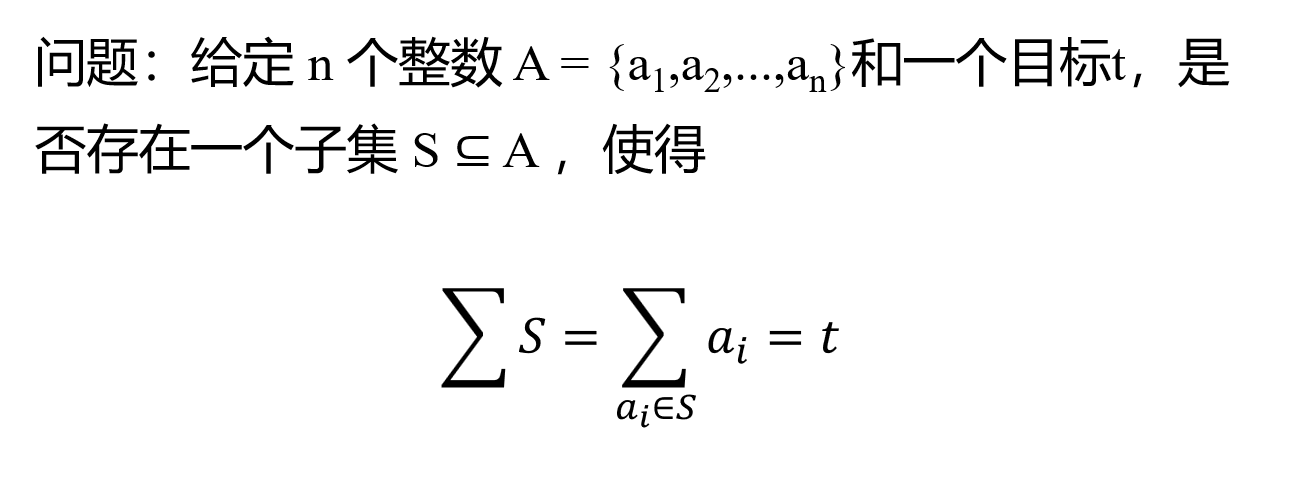 问题：给定 n 个整数 A = {a₁,a₂,...,aₙ}和一个目标t，是
否存在一个子集 S ⊆ A ，使得
∑ S = ∑ aᵢ = t
aᵢ∈S